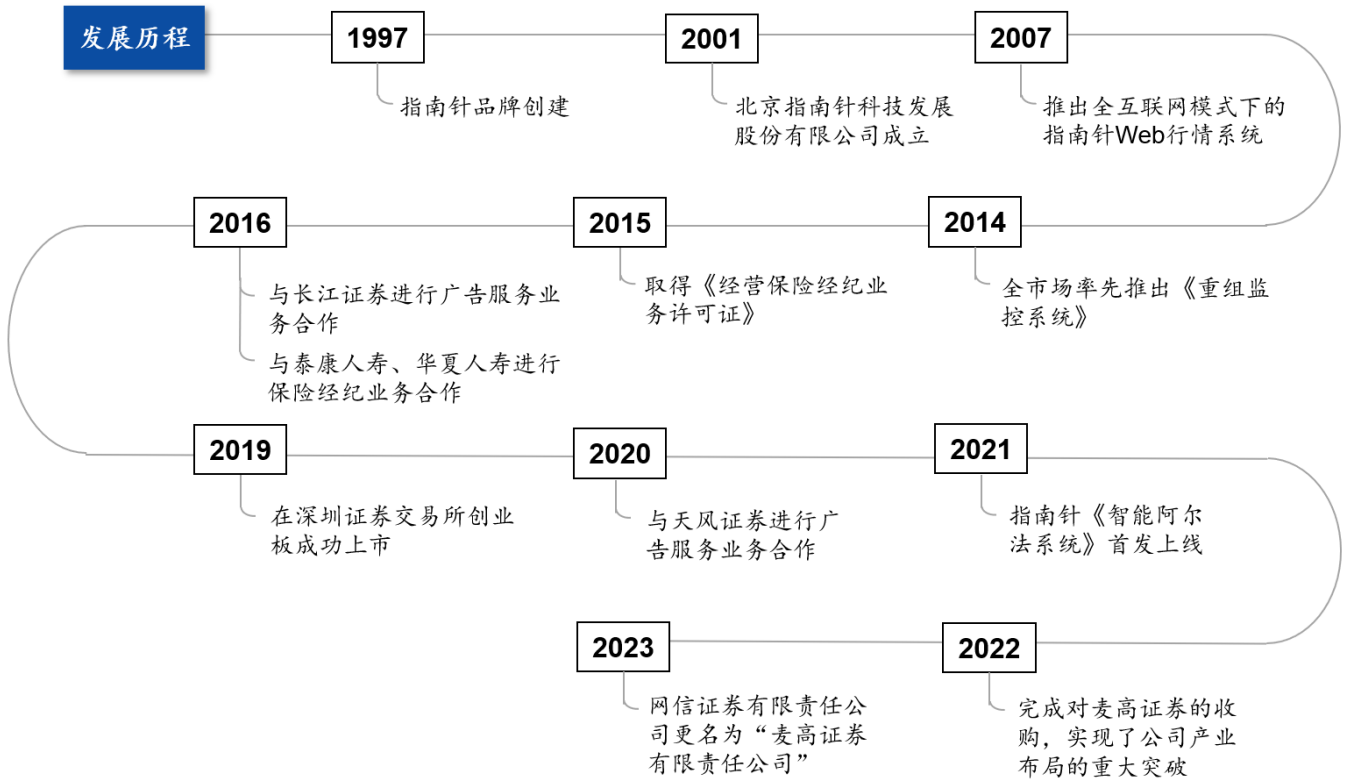 发展历程
1997
指南针品牌创建
2001
北京指南针科技发展
股份有限公司成立
2007
推出全互联网模式下的
指南针Web行情系统
2014
全市场率先推出《重组监
控系统》
2015
取得《经营保险经纪业
务许可证》
2016
与长江证券进行广告服务业
务合作
与泰康人寿、华夏人寿进行
保险经纪业务合作
2019
在深圳证券交易所创业
板成功上市
2020
与天风证券进行广
告服务业务合作
2021
指南针《智能阿尔
法系统》首发上线
2022
完成对麦高证券的收
购，实现了公司产业
布局的重大突破
2023
网信证券有限责任公
司更名为“麦高证券
有限责任公司”